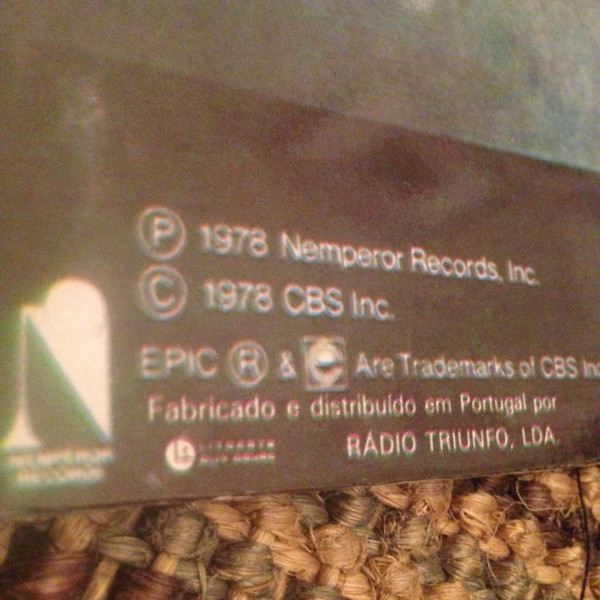 Ⓟ 1978 Nemperor Records, Inc.
Ⓒ 1978 CBS Inc.
EPIC ® & e Are Trademarks of CBS Inc
Fabricado e distribuído em Portugal por
RÁDIO TRIUNFO, LDA.
NEMPEROR
RECORDS